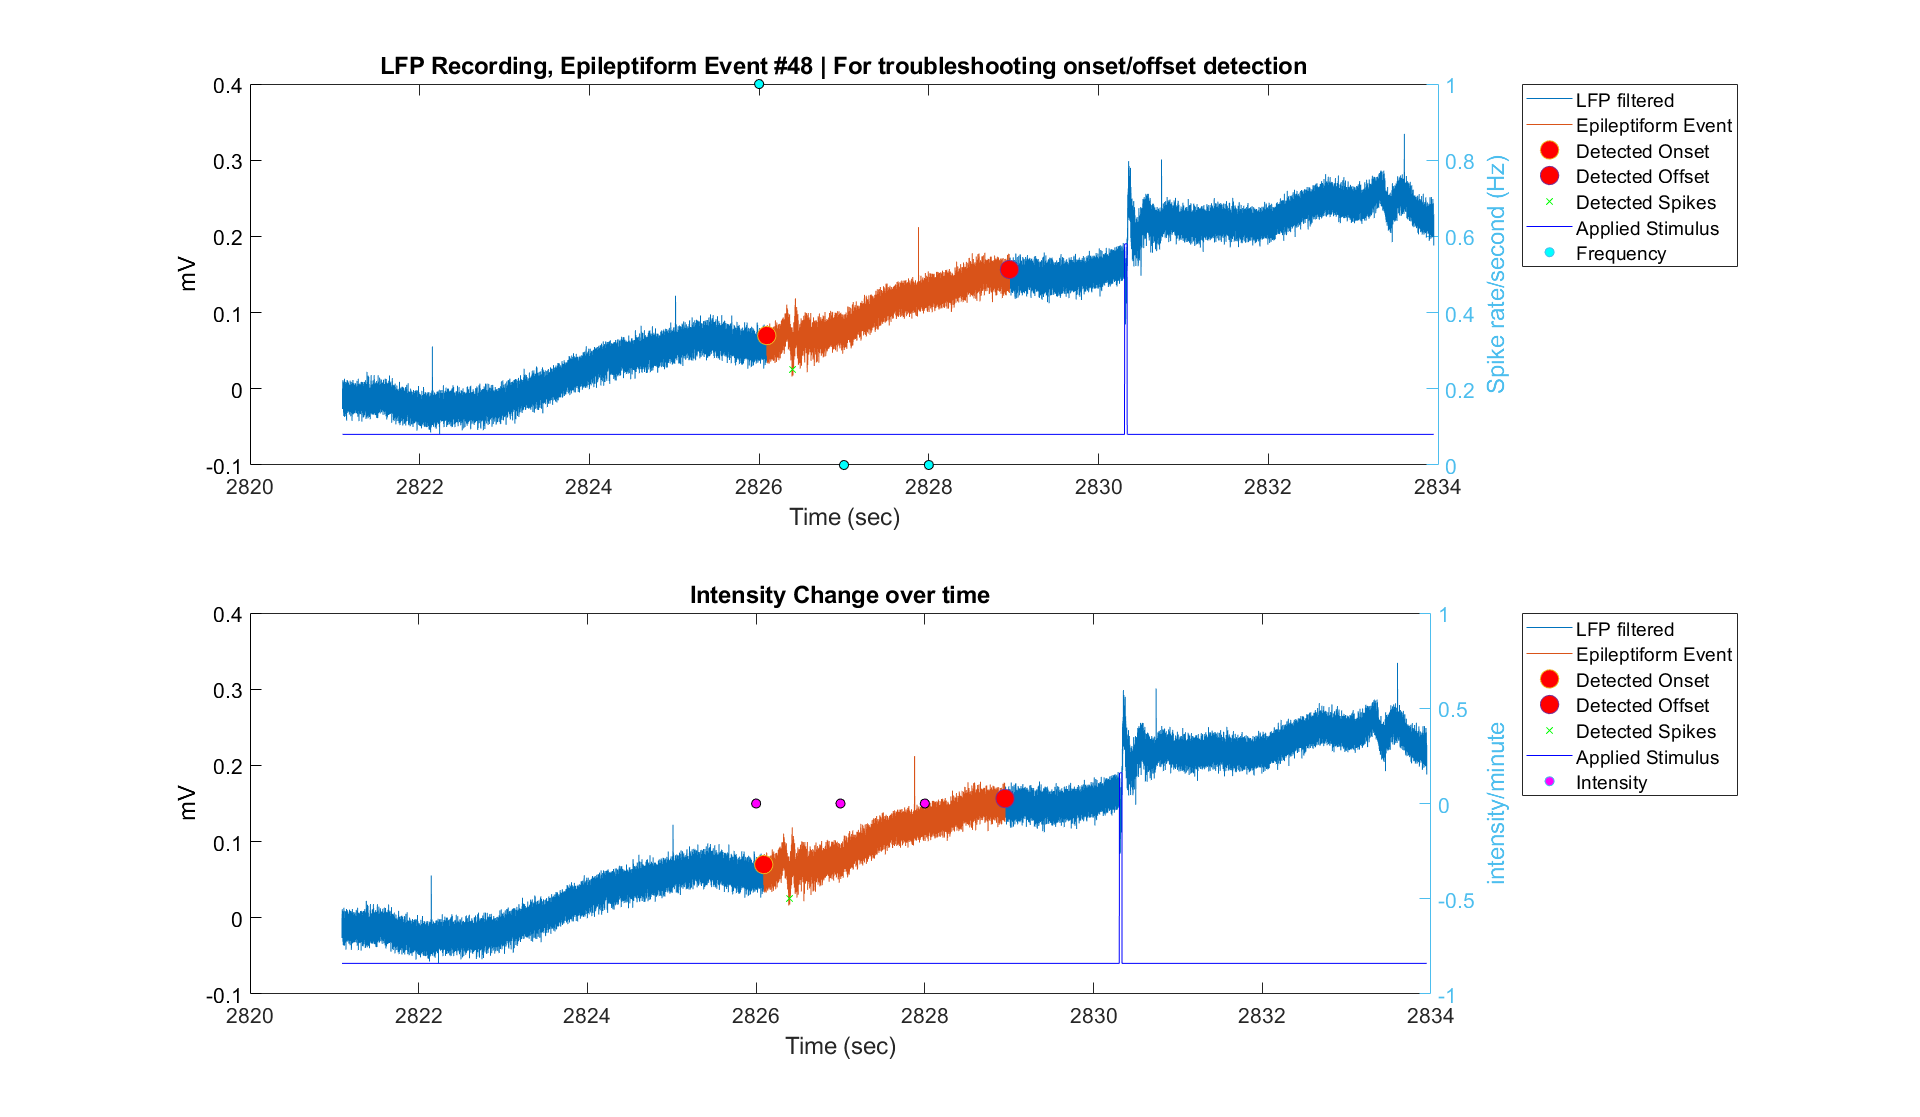 LFP Recording, Epileptiform Event #48 | For troubleshooting onset/offset detection
0.4
0.3
0.2
0.1
0
-0.1
mV
2820 2822 2824 2826 2828 2830 2832 2834
Time (sec)
1
0.8
0.6
0.4
0.2
0
Spike rate/second (Hz)
LFP filtered
Epileptiform Event
Detected Onset
Detected Offset
Detected Spikes
Applied Stimulus
Frequency
Intensity Change over time
0.4
0.3
0.2
0.1
0
-0.1
mV
2820 2822 2824 2826 2828 2830 2832 2834
Time (sec)
1
0.5
0
-0.5
-1
intensity/minute
LFP filtered
Epileptiform Event
Detected Onset
Detected Offset
Detected Spikes
Applied Stimulus
Intensity